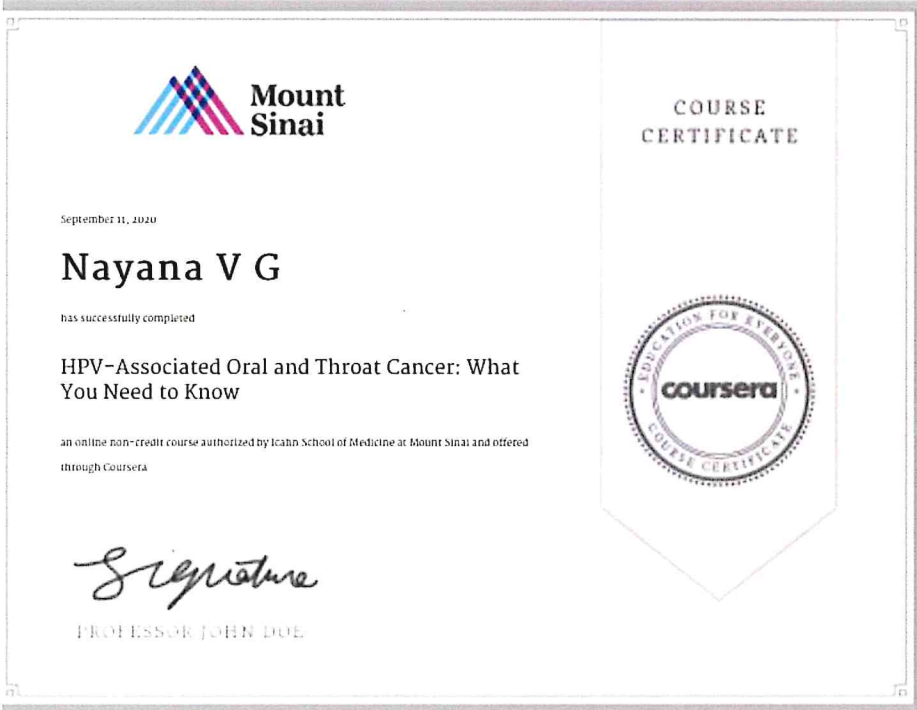 Mount
Sinai
COURSE
CERTIFICATE
September 11, 2020
Nayana V G
has successfully completed
HPV-Associated Oral and Throat Cancer: What
You Need to Know
an online non-credit course authorized by Icahn School of Medicine at Mount Sinai and offered
through Coursera
EDUCATION FOR EVERYONE
coursera
COURSE CERTIFICATE
Signature
PROFESSOR JOHN DOE